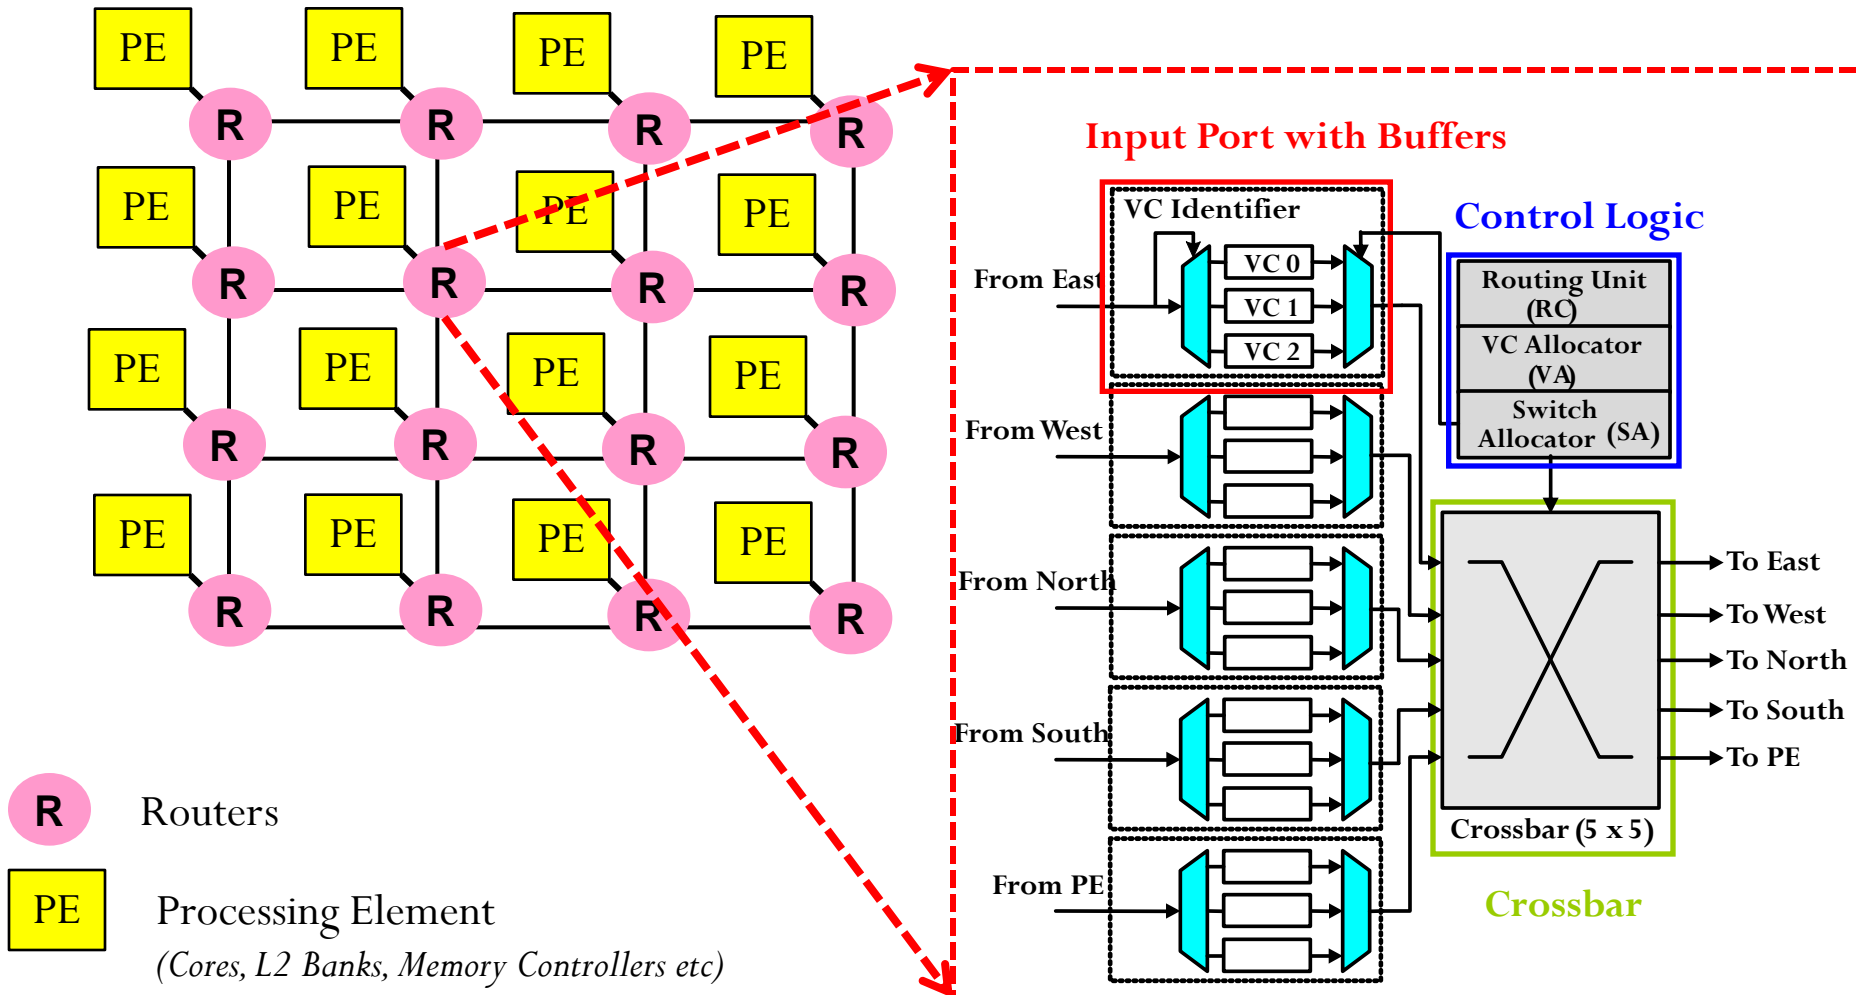 PE PE PE PE
R R R R
PE PE PE PE
R R R R
PE PE PE PE
R R R R
PE PE PE PE
R R R R
R Routers
PE Processing Element
(Cores, L2 Banks, Memory Controllers etc)
Input Port with Buffers
VC Identifier
From East
VC 0
VC 1
VC 2
From West
From North
From South
From PE
Control Logic
Routing Unit
(RC)
VC Allocator
(VA)
Switch
Allocator (SA)
To East
To West
To North
To South
To PE
Crossbar (5 x 5)
Crossbar